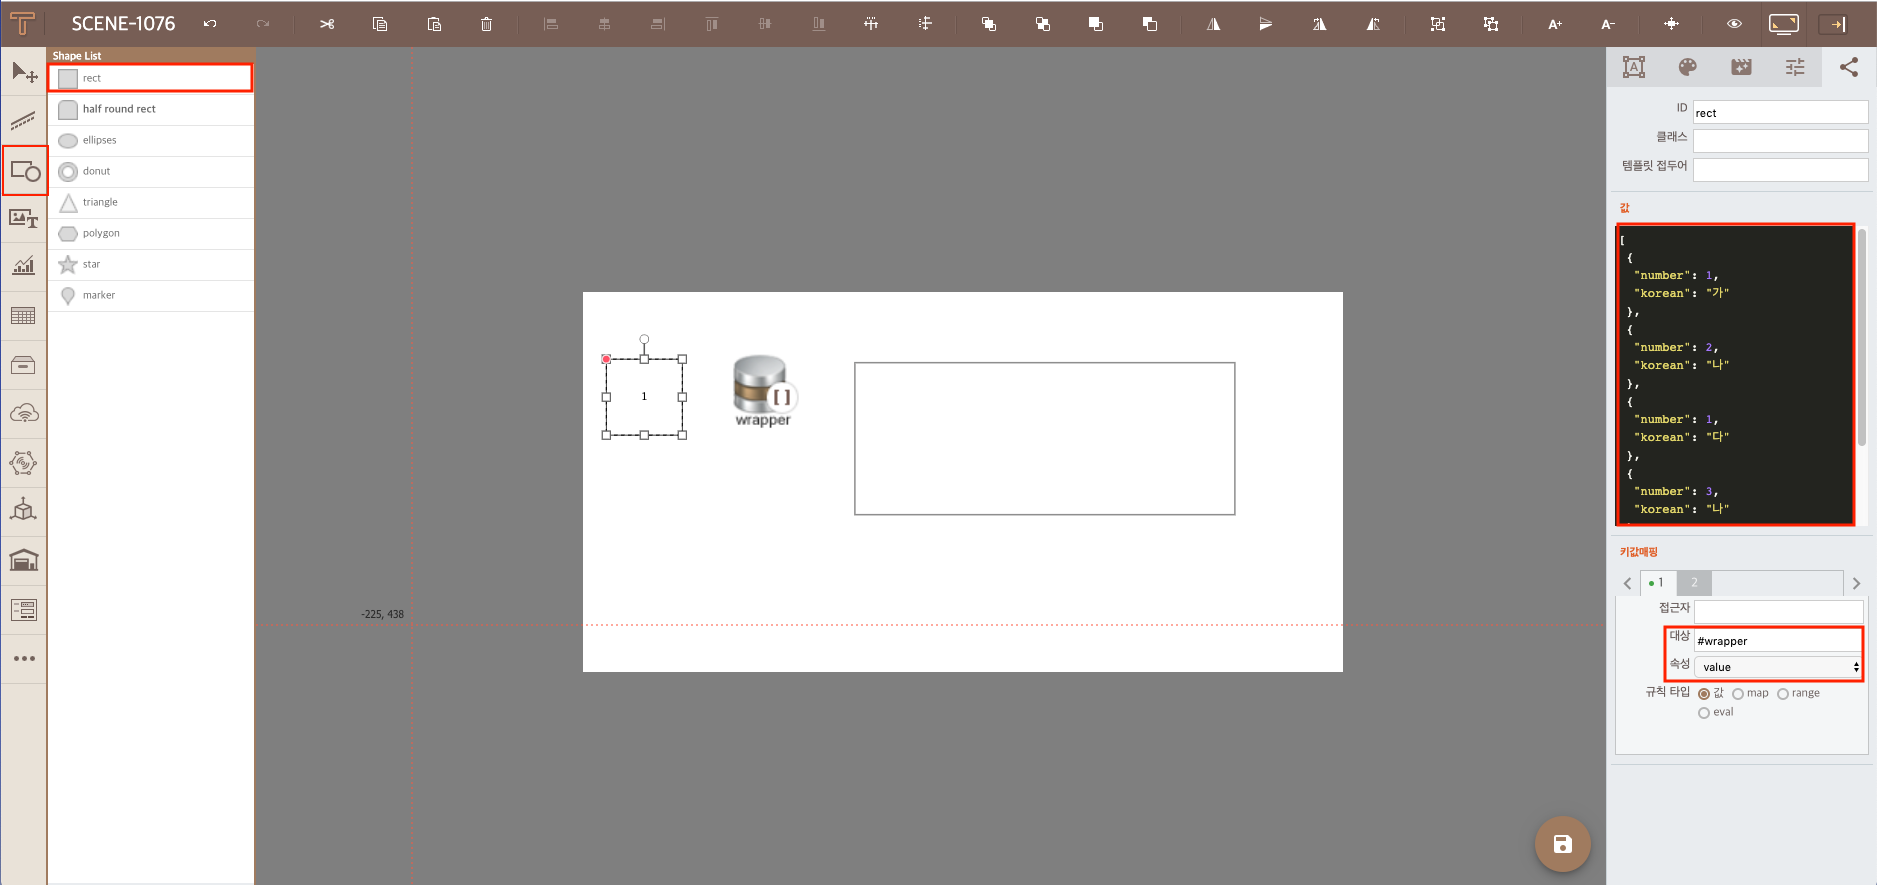 SCENE-1076
A+
A-
Shape List
rect
half round rect
ellipses
donut
triangle
polygon
star
marker
-225, 438
1
[ ]
wrapper
ID
rect
클래스
템플릿 접두어
값
[
{
"number": 1,
"korean": "가"
},
{
"number": 2,
"korean": "나"
},
{
"number": 1,
"korean": "다"
},
{
"number": 3,
"korean": "나"
키값매핑
1
2
접근자
대상
#wrapper
속성
value
규칙 타입
값 map range
eval